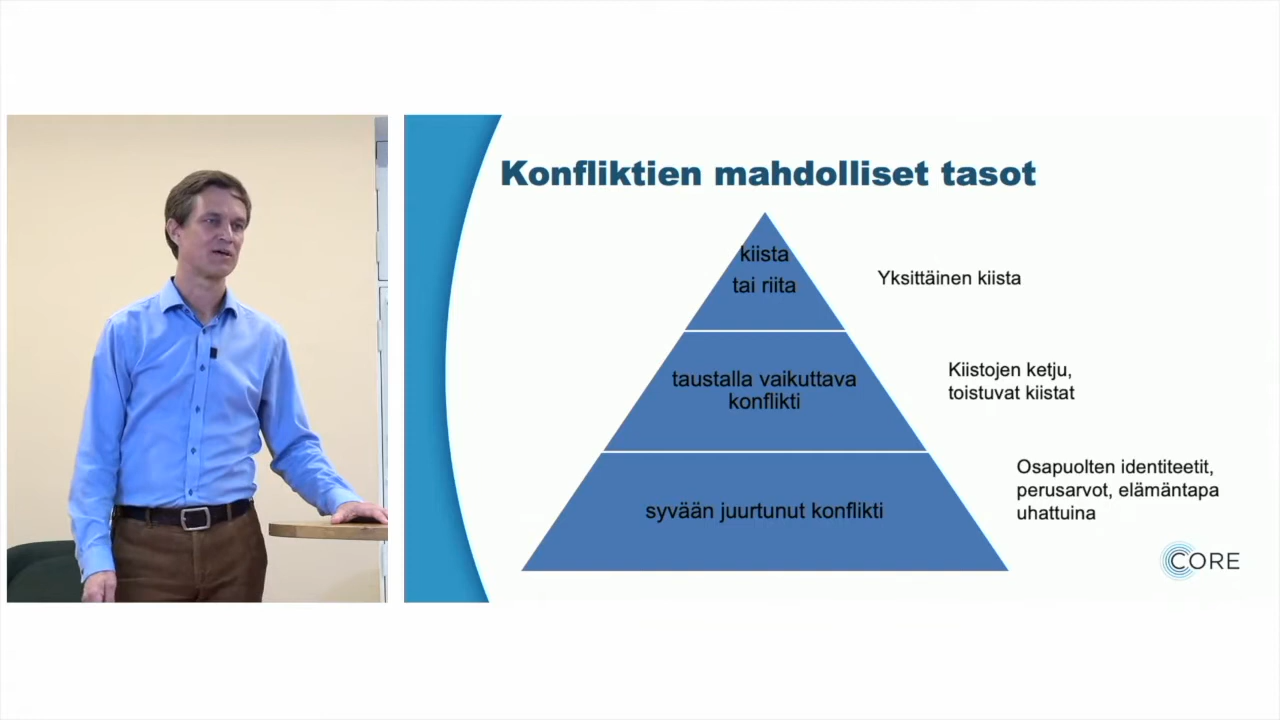 Konfliktien mahdolliset tasot
kiista
tai riita
Yksittäinen kiista
taustalla vaikuttava
konflikti
Kiistojen ketju,
toistuvat kiistat
syvään juurtunut konflikti
Osapuolten identiteetit,
perusarvot, elämäntapa
uhattuina
CORE